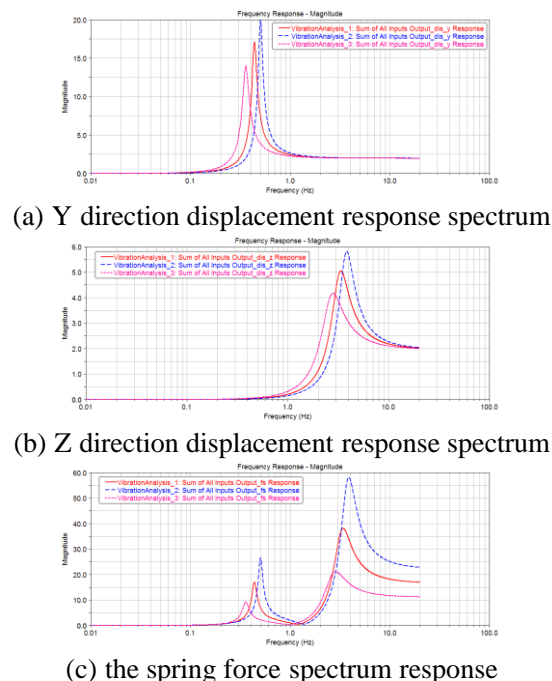 Frequency Response - Magnitude
20.0
15.0
10.0
5.0
0.0
Magnitude
VibrationAnalysis_1: Sum of All Inputs Output_dis_y Response
VibrationAnalysis_2: Sum of All Inputs Output_dis_y Response
VibrationAnalysis_3: Sum of All Inputs Output_dis_y Response
0.01 0.1 1.0 10.0 100.0
Frequency (Hz)
(a) Y direction displacement response spectrum
Frequency Response - Magnitude
6.0
5.0
4.0
3.0
2.0
1.0
0.0
Magnitude
VibrationAnalysis_1: Sum of All Inputs Output_dis_z Response
VibrationAnalysis_2: Sum of All Inputs Output_dis_z Response
VibrationAnalysis_3: Sum of All Inputs Output_dis_z Response
0.01 0.1 1.0 10.0 100.0
Frequency (Hz)
(b) Z direction displacement response spectrum
Frequency Response - Magnitude
60.0
50.0
40.0
30.0
20.0
10.0
0.0
Magnitude
VibrationAnalysis_1: Sum of All Inputs Output_fs Response
VibrationAnalysis_2: Sum of All Inputs Output_fs Response
VibrationAnalysis_3: Sum of All Inputs Output_fs Response
0.01 0.1 1.0 10.0 100.0
Frequency (Hz)
(c) the spring force spectrum response